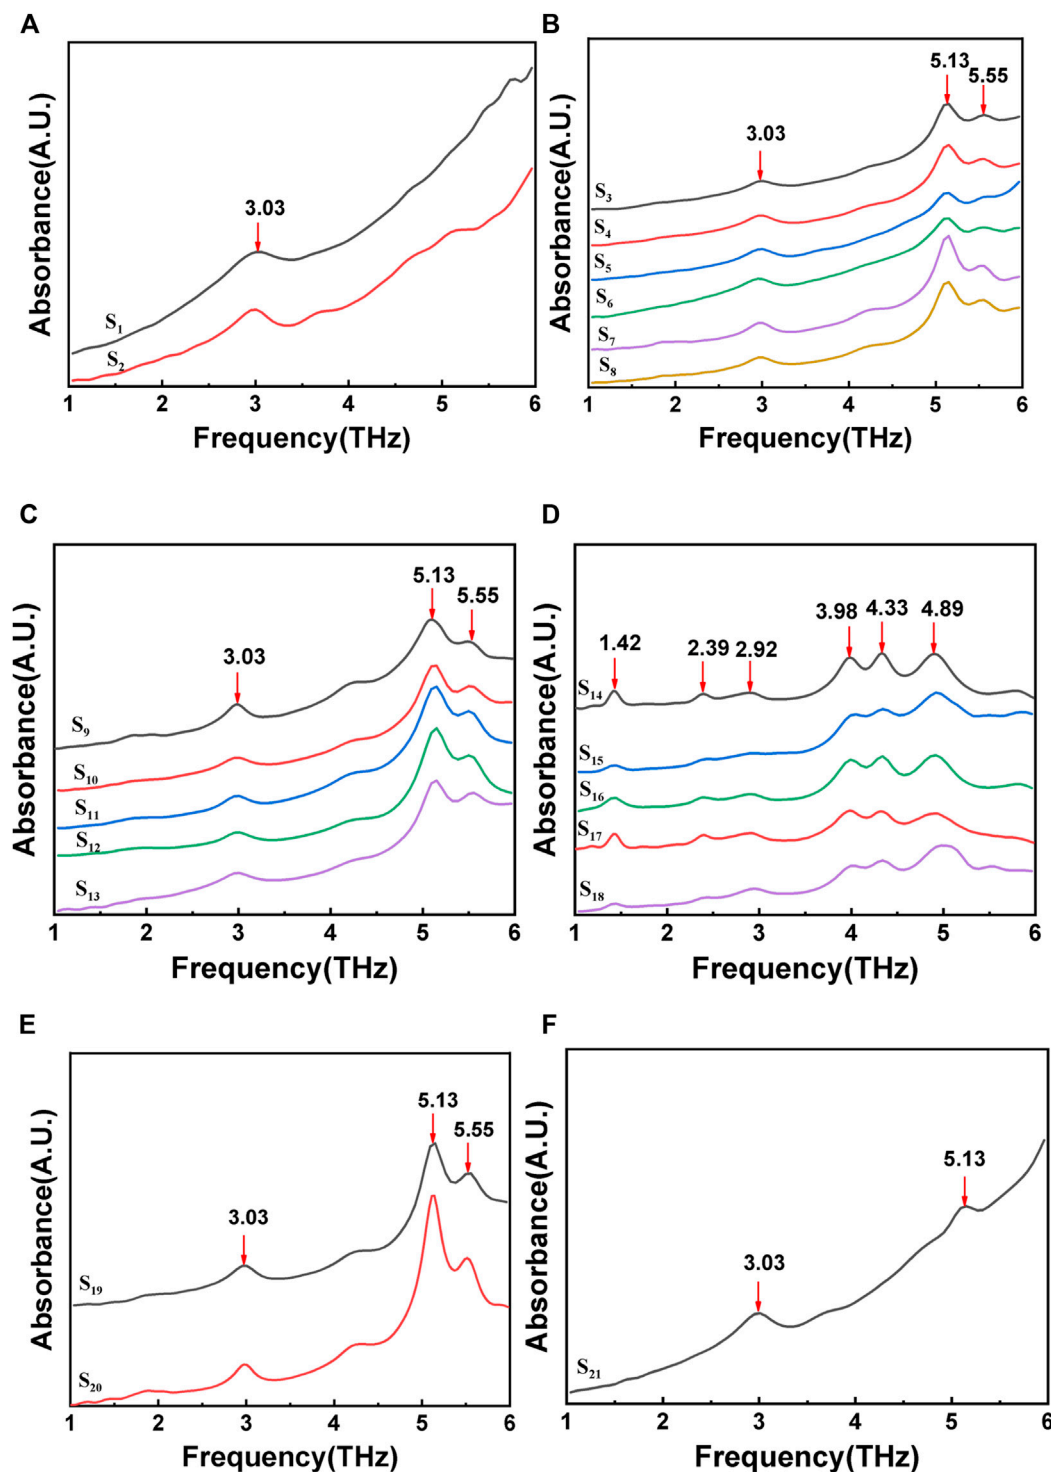 A
Absorbance(A.U.)
3.03
S1
S2
1 2 3 4 5 6
Frequency(THz)
B
Absorbance(A.U.)
5.13
5.55
3.03
S3
S4
S5
S6
S7
S8
1 2 3 4 5 6
Frequency(THz)
C
Absorbance(A.U.)
5.13
5.55
3.03
S9
S10
S11
S12
S13
1 2 3 4 5 6
Frequency(THz)
D
Absorbance(A.U.)
1.42 2.39 2.92 3.98 4.33 4.89
S14
S15
S16
S17
S18
1 2 3 4 5 6
Frequency(THz)
E
Absorbance(A.U.)
5.13
5.55
3.03
S19
S20
1 2 3 4 5 6
Frequency(THz)
F
Absorbance(A.U.)
5.13
3.03
S21
1 2 3 4 5 6
Frequency(THz)